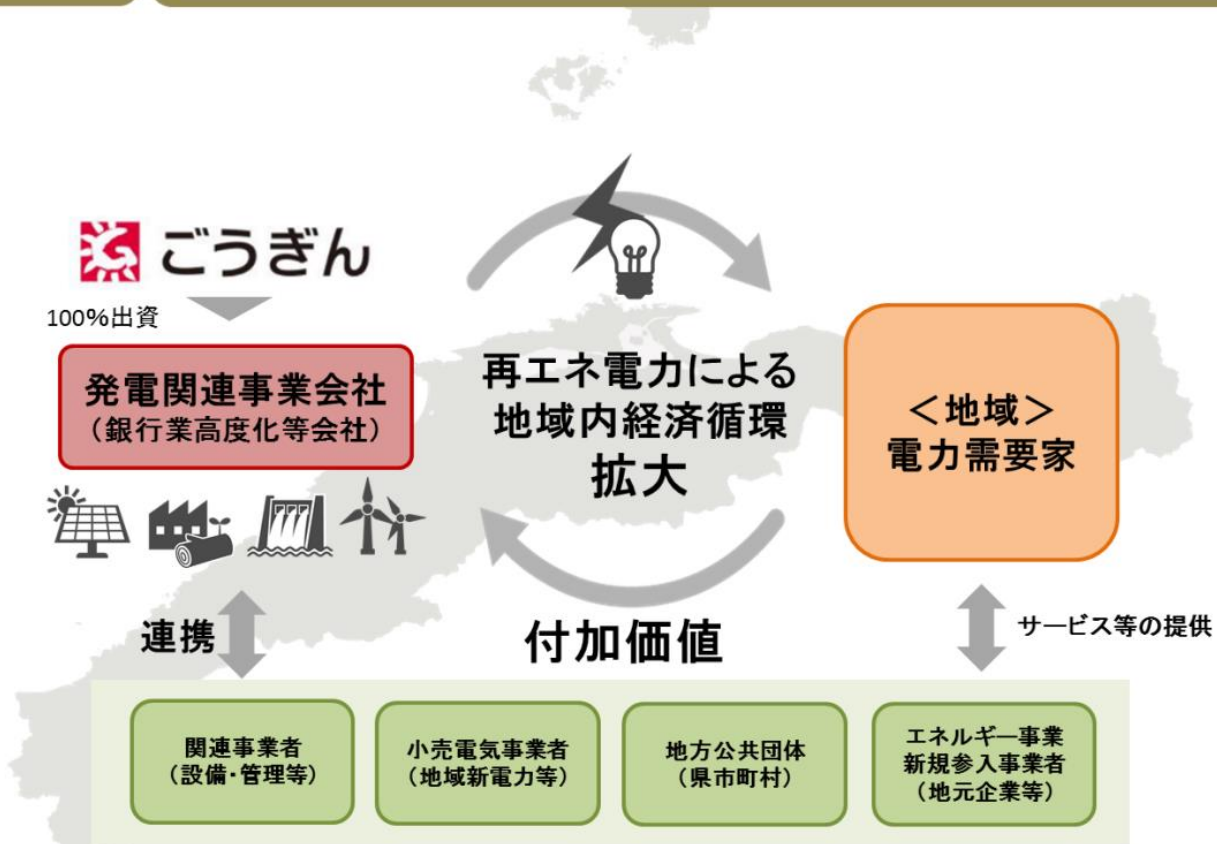 ごうぎん
100%出資
発電関連事業会社
(銀行業高度化等会社)
再エネ電力による
地域内経済循環
拡大
<地域>
電力需要家
連携
付加価値
サービス等の提供
関連事業者
(設備・管理等)
小売電気事業者
(地域新電力等)
地方公共団体
(県市町村)
エネルギー事業
新規参入事業者
(地元企業等)